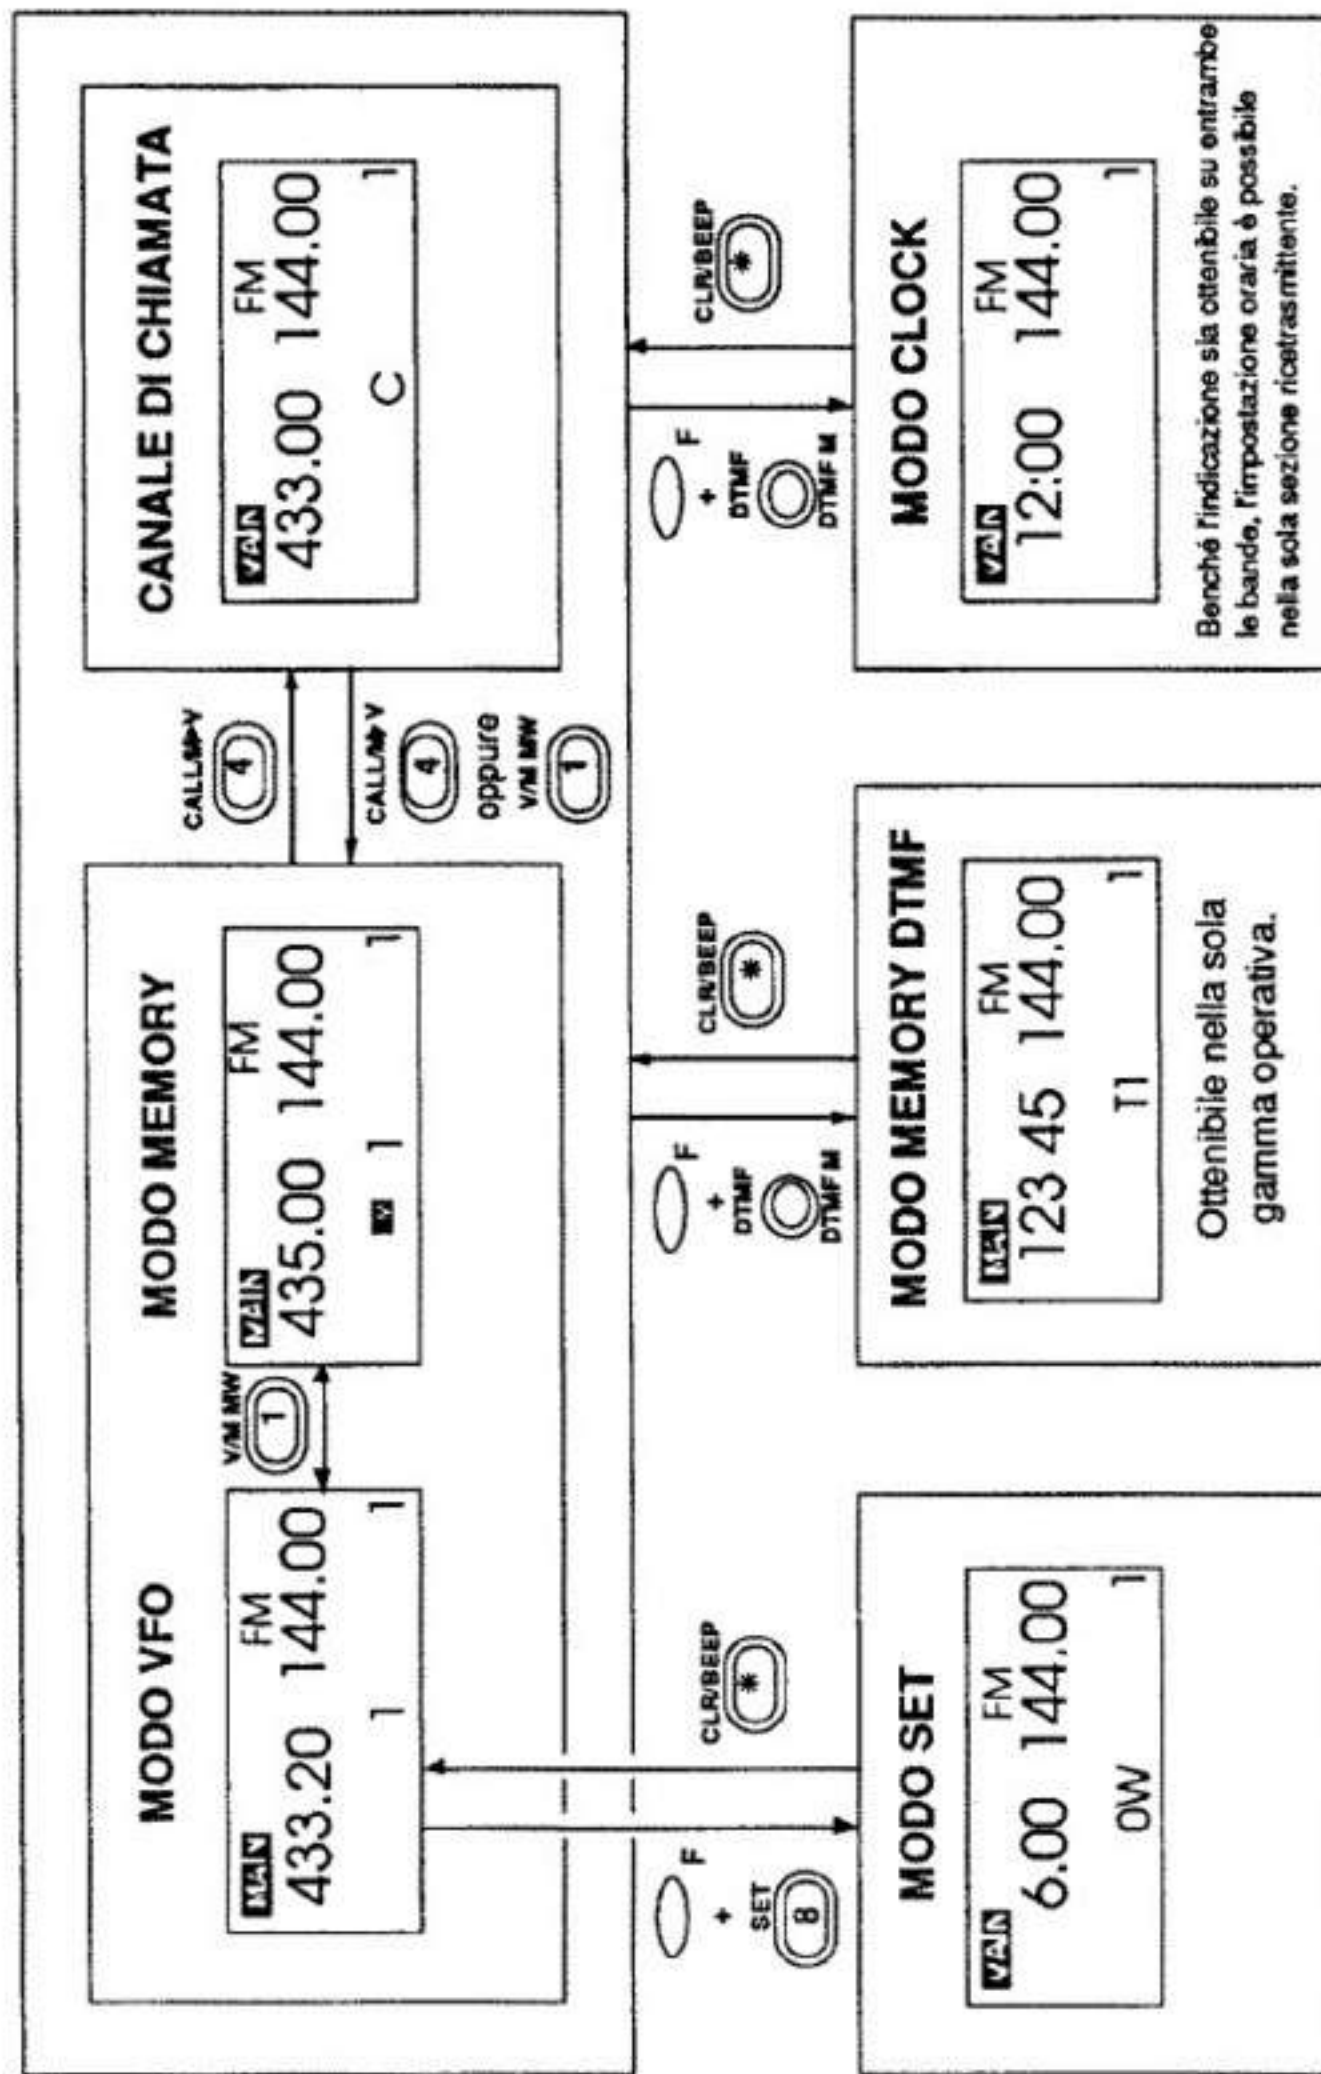 MODO VFO
MAIN
FM
433.20 144.00
1 1
V/M MW
1
MODO MEMORY
MAIN
FM
435.00 144.00
M 1 1
CALL/M▶V
4
CALL/M▶V
4
oppure
V/M MW
1
CANALE DI CHIAMATA
MAIN
FM
433.00 144.00
C 1
F
+
SET
8
CLR/BEEP
*
F
+
DTMF
DTMF M
CLR/BEEP
*
F
+
DTMF
DTMF M
CLR/BEEP
*
MODO SET
MAIN
FM
6.00 144.00
0W 1
MODO MEMORY DTMF
MAIN
FM
123 45 144.00
T1 1
Ottenibile nella sola
gamma operativa.
MODO CLOCK
MAIN
FM
12:00 144.00
1
Benché l'indicazione sia ottenibile su entrambe
le bande, l'impostazione oraria è possibile
nella sola sezione ricetrasmittente.